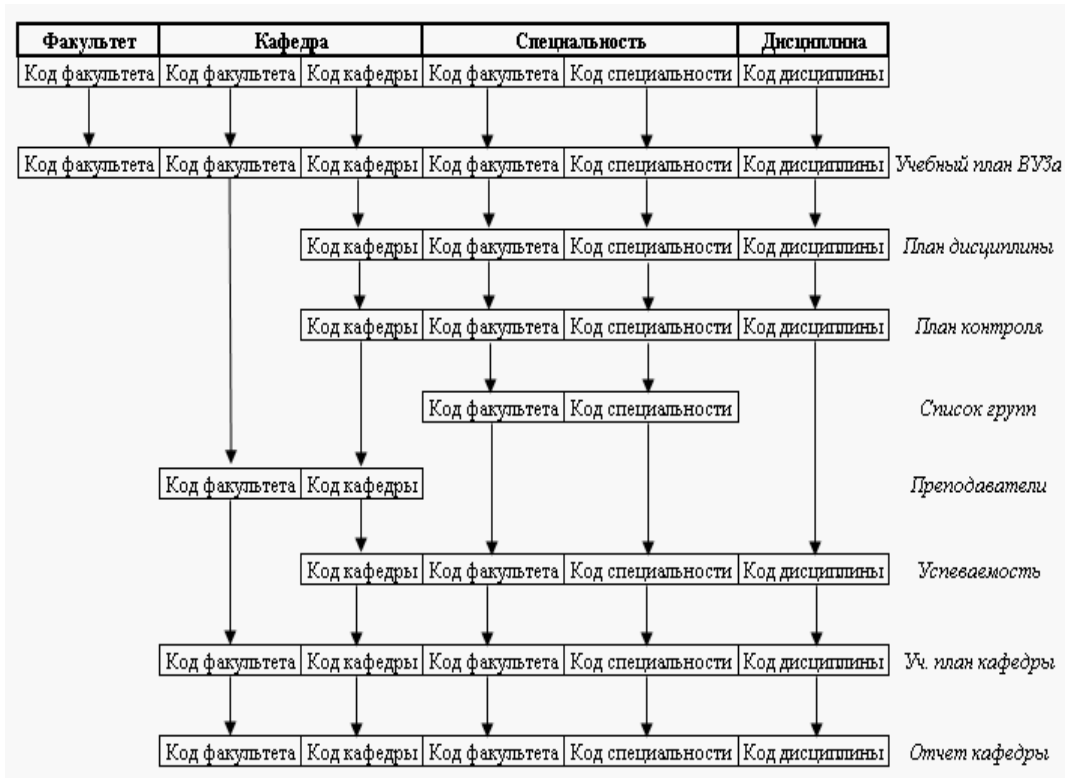 Факультет Кафедра Специальность Дисциплина
Код факультета Код факультета Код кафедры Код факультета Код специальности Код дисциплины
Код факультета Код факультета Код кафедры Код факультета Код специальности Код дисциплины Учебный план ВУЗа
Код кафедры Код факультета Код специальности Код дисциплины План дисциплины
Код кафедры Код факультета Код специальности Код дисциплины План контроля
Код факультета Код специальности Список групп
Код факультета Код кафедры Преподаватели
Код кафедры Код факультета Код специальности Код дисциплины Успеваемость
Код факультета Код кафедры Код факультета Код специальности Код дисциплины Уч. план кафедры
Код факультета Код кафедры Код факультета Код специальности Код дисциплины Отчет кафедры